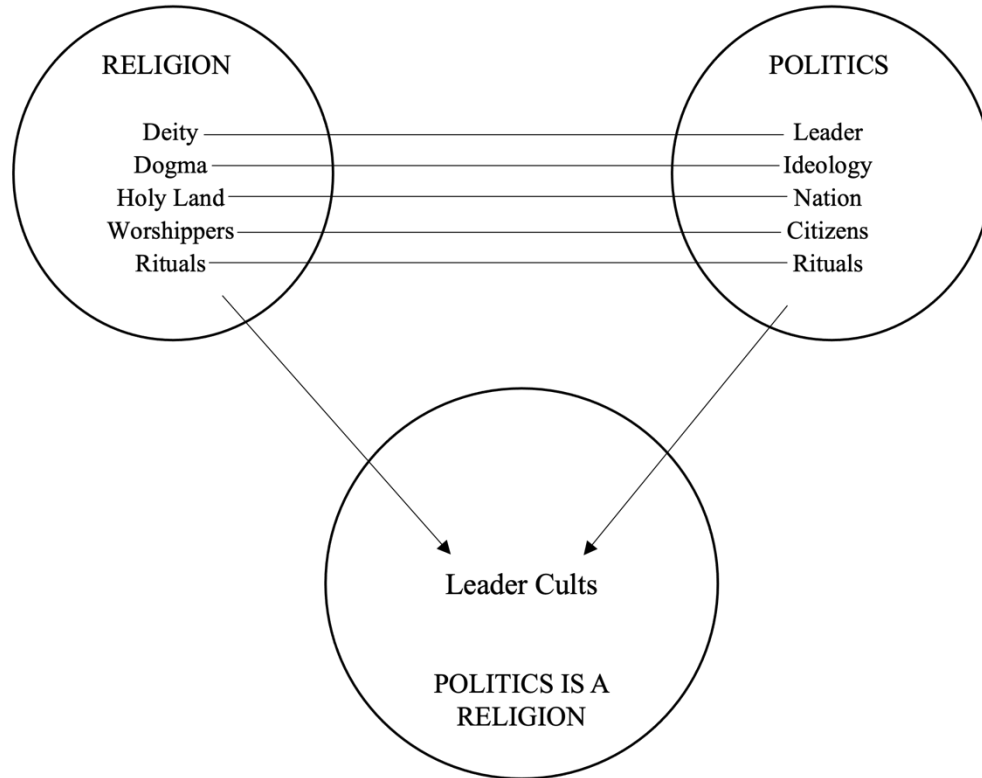 RELIGION
Deity
Dogma
Holy Land
Worshippers
Rituals
POLITICS
Leader
Ideology
Nation
Citizens
Rituals
Leader Cults
POLITICS IS A
RELIGION